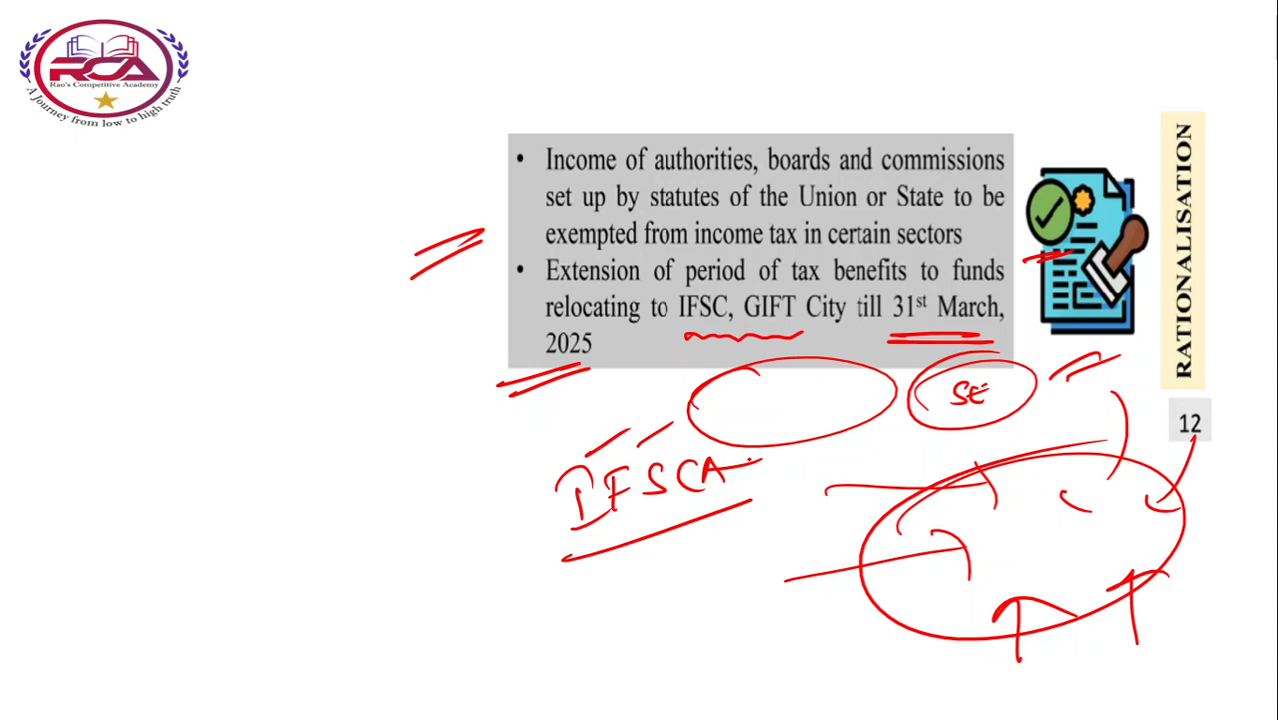 RCA
Rao's Competitive Academy
A Journey from low to high truth
• Income of authorities, boards and commissions
set up by statutes of the Union or State to be
exempted from income tax in certain sectors
• Extension of period of tax benefits to funds
relocating to IFSC, GIFT City till 31st March,
2025
RATIONALISATION
12
SE
IFSCA